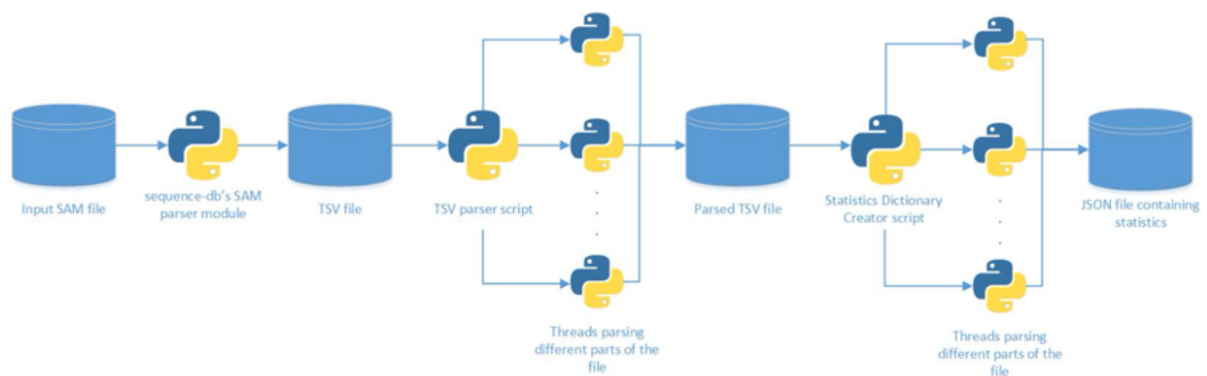 Input SAM file
sequence-db's SAM
parser module
TSV file
TSV parser script
Threads parsing
different parts of the
file
Parsed TSV file
Statistics Dictionary
Creator script
Threads parsing
different parts of the
file
JSON file containing
statistics